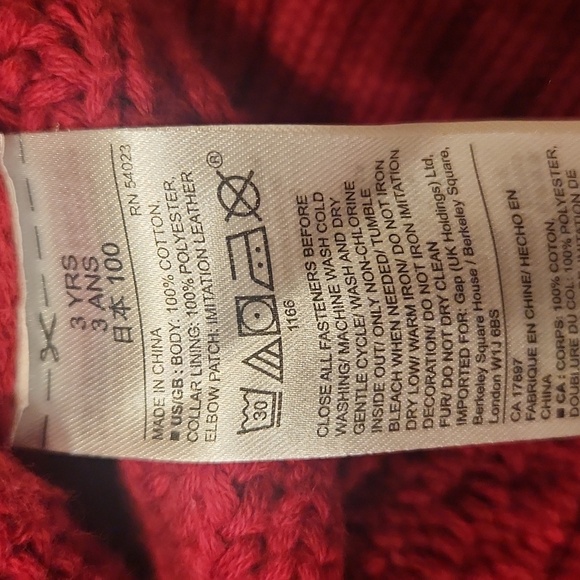 3 YRS
3 ANS
日本 100
RN 54023
MADE IN CHINA
■ US/GB : BODY: 100% COTTON.
COLLAR LINING: 100% POLYESTER.
ELBOW PATCH: IMITATION LEATHER
30
®
1166
CLOSE ALL FASTENERS BEFORE
WASHING/ MACHINE WASH COLD
GENTLE CYCLE/ WASH AND DRY
INSIDE OUT/ ONLY NON-CHLORINE
BLEACH WHEN NEEDED/ TUMBLE
DRY LOW/ WARM IRON/ DO NOT IRON
DECORATION/ DO NOT IRON IMITATION
FUR/ DO NOT DRY CLEAN
IMPORTED FOR: Gap (UK Holdings) Ltd,
Berkeley Square House / Berkeley Square,
London W1J 6BS
CA 17897
FABRIQUE EN CHINE/ HECHO EN
CHINA
■ CA : CORPS: 100% COTON.
DOUBLURE DU COL: 100% POLYESTER.